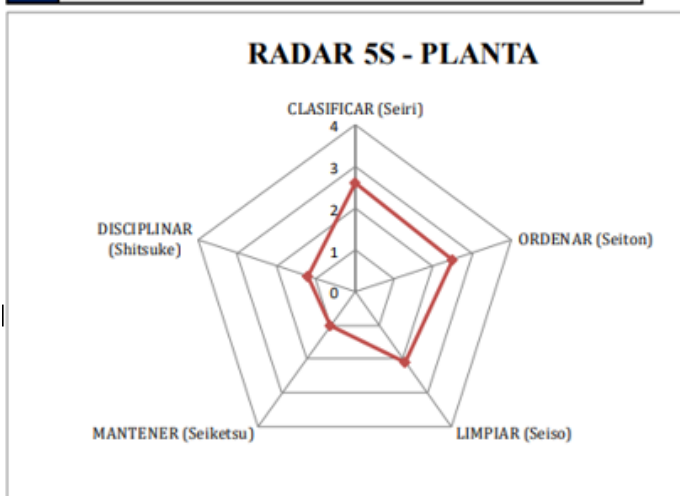 RADAR 5S - PLANTA
CLASIFICAR (Seiri)
4
3
2
1
0
DISCIPLINAR
(Shitsuke)
ORDENAR (Seiton)
MANTENER (Seiketsu)
LIMPIAR (Seiso)